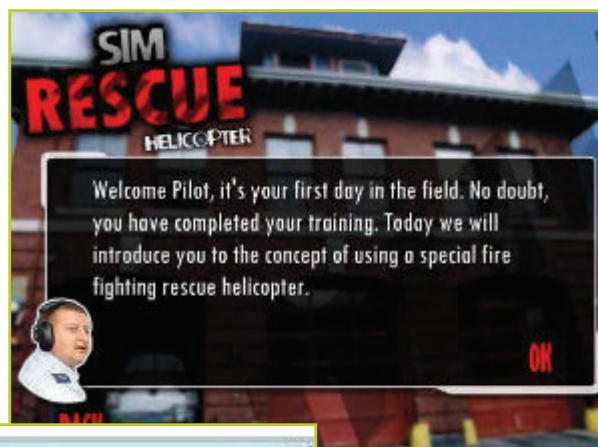 SIM
RESCUE
HELICOPTER
Welcome Pilot, it's your first day in the field. No doubt,
you have completed your training. Today we will
introduce you to the concept of using a special fire
fighting rescue helicopter.
OK
BACK